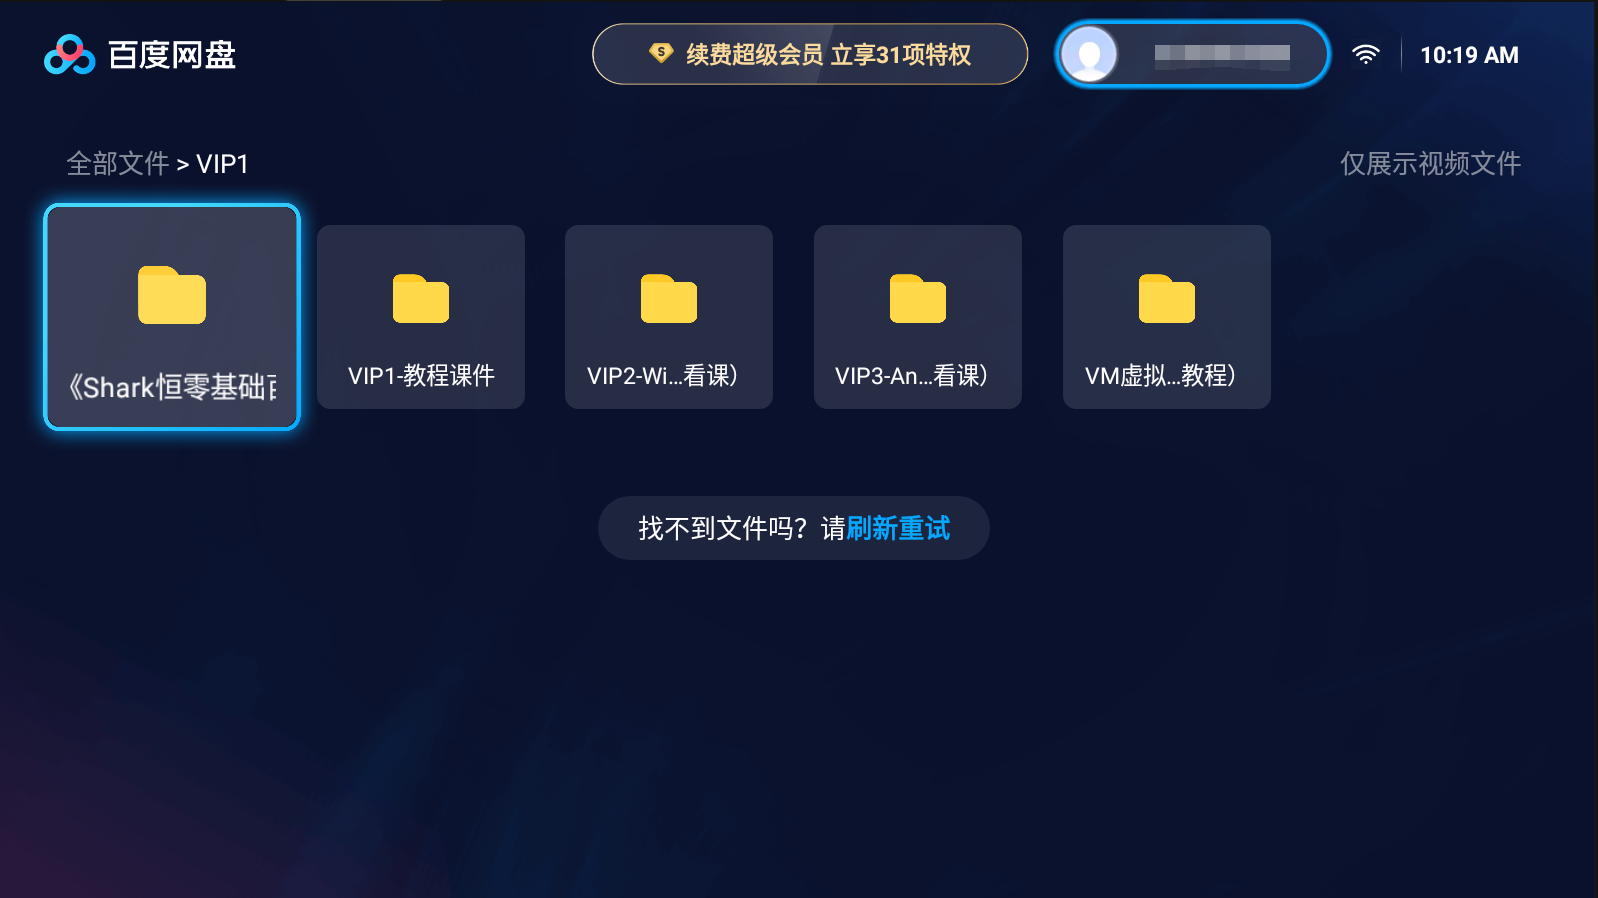 百度网盘
续费超级会员 立享31项特权
10:19 AM
全部文件 > VIP1
仅展示视频文件
《Shark恒零基础
VIP1-教程课件
VIP2-Wi...看课）
VIP3-An...看课）
VM虚拟...教程）
找不到文件吗？请刷新重试